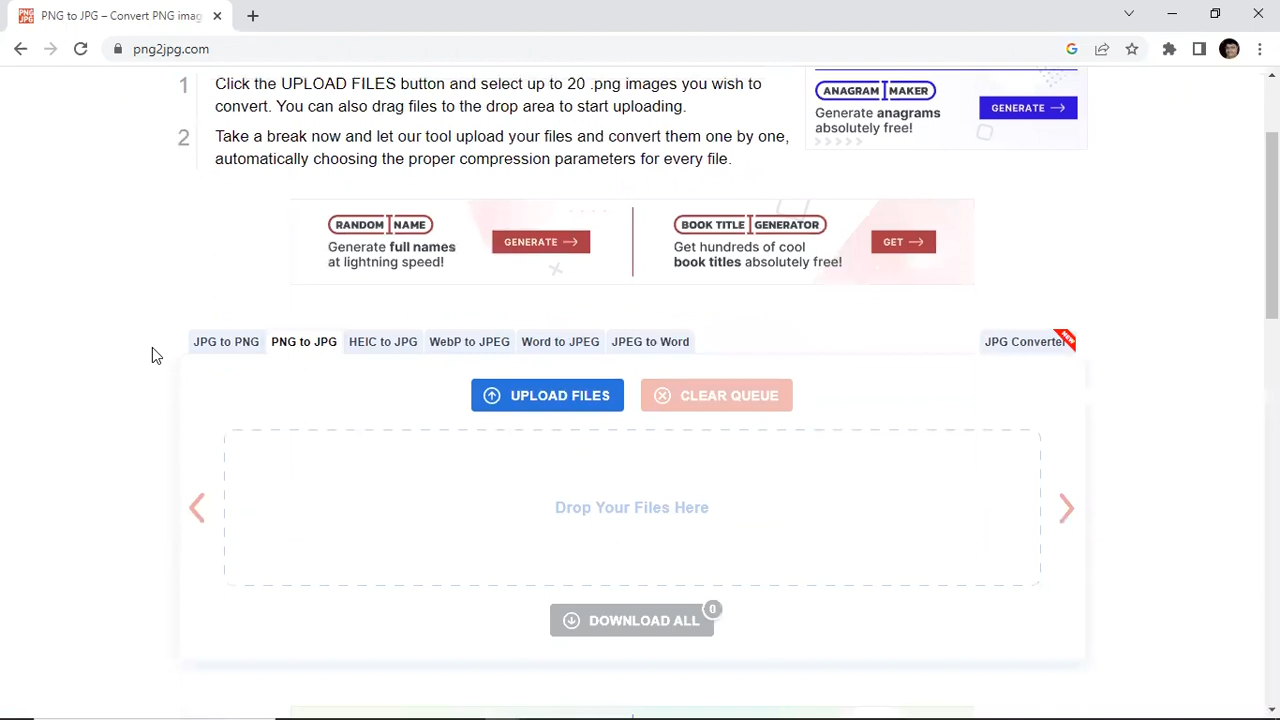 PNG to JPG – Convert PNG imag
png2jpg.com
1 Click the UPLOAD FILES button and select up to 20 .png images you wish to
convert. You can also drag files to the drop area to start uploading.
2 Take a break now and let our tool upload your files and convert them one by one,
automatically choosing the proper compression parameters for every file.
ANAGRAM MAKER
Generate anagrams
absolutely free!
GENERATE
RANDOM NAME
Generate full names
at lightning speed!
GENERATE
BOOK TITLE GENERATOR
Get hundreds of cool
book titles absolutely free!
GET
JPG to PNG PNG to JPG HEIC to JPG WebP to JPEG Word to JPEG JPEG to Word JPG Converter NEW
UPLOAD FILES CLEAR QUEUE
Drop Your Files Here
DOWNLOAD ALL 0